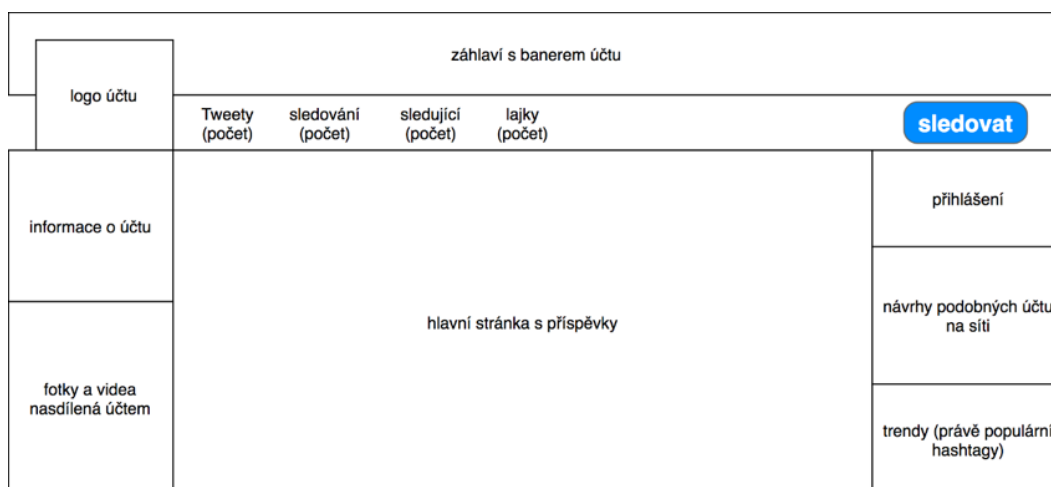 záhlaví s banerem účtu
logo účtu
Tweety
(počet)
sledování
(počet)
sledující
(počet)
lajky
(počet)
sledovat
informace o účtu
fotky a videa
nasdílená účtem
hlavní stránka s příspěvky
přihlášení
návrhy podobných účtu
na síti
trendy (právě populární
hashtagy)